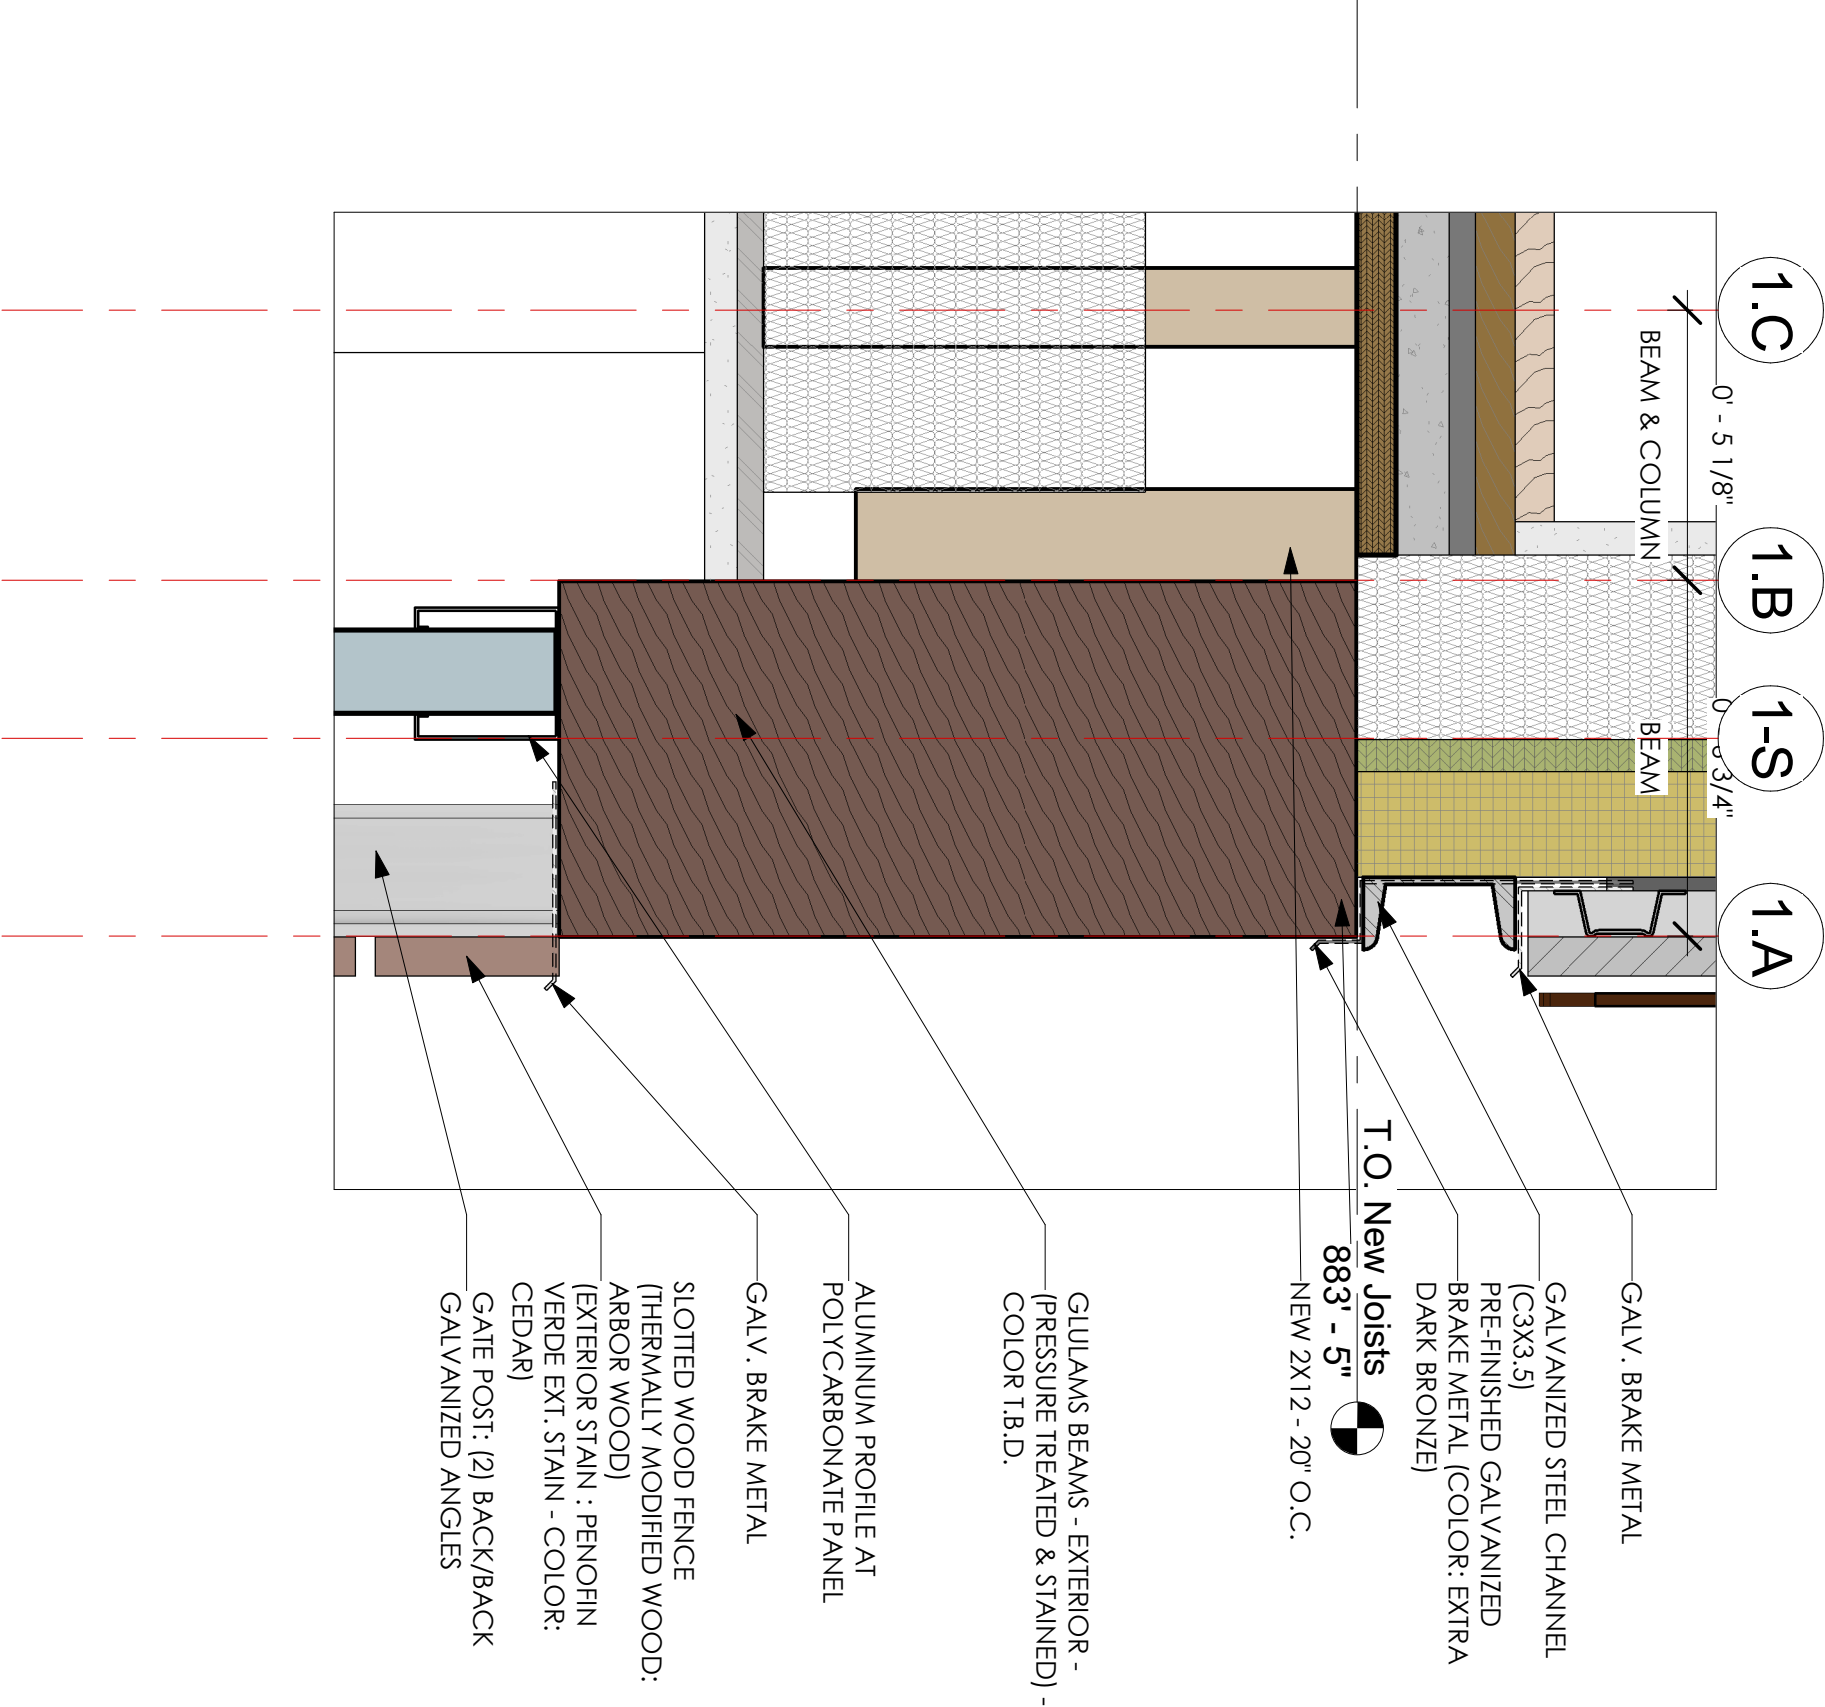 1.C
1.B
1-S
1.A
0' - 5 1/8"
3/4"
BEAM & COLUMN
BEAM
GALV. BRAKE METAL
GALVANIZED STEEL CHANNEL
(C3X3.5)
PRE-FINISHED GALVANIZED
BRAKE METAL (COLOR: EXTRA
DARK BRONZE)
T.O. New Joists
883' - 5"
NEW 2X12 - 20" O.C.
GLULAMS BEAMS - EXTERIOR -
(PRESSURE TREATED & STAINED) -
COLOR T.B.D.
ALUMINUM PROFILE AT
POLYCARBONATE PANEL
GALV. BRAKE METAL
SLOTTED WOOD FENCE
(THERMALLY MODIFIED WOOD:
ARBOR WOOD)
(EXTERIOR STAIN : PENOFIN
VERDE EXT. STAIN - COLOR:
CEDAR)
GATE POST: (2) BACK/BACK
GALVANIZED ANGLES